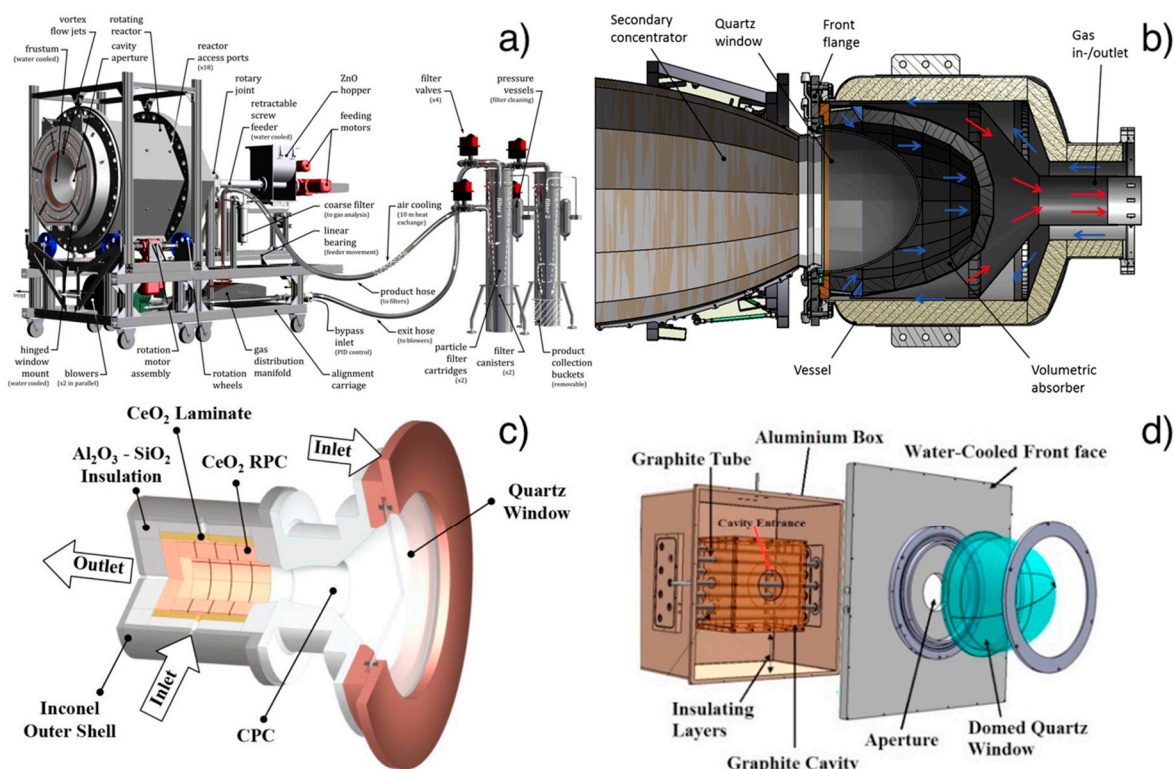 a)
vortex
flow jets
frustum
(water cooled)
rotating
reactor
cavity
aperture
reactor
access ports
(x18)
rotary
joint
retractable
screw
feeder
(water cooled)
ZnO
hopper
feeding
motors
filter
valves
(x4)
pressure
vessels
(filter cleaning)
coarse filter
(to gas analysis)
linear
bearing
(feeder movement)
air cooling
(10 m heat
exchange)
filter 1
filter 2
product hose
(to filters)
exit hose
(to blowers)
vent
hinged
window
mount
(water cooled)
blowers
(x2 in parallel)
rotation
motor
assembly
rotation
wheels
gas
distribution
manifold
bypass
inlet
(PID control)
alignment
carriage
particle
filter
cartridges
(x2)
filter
canisters
(x2)
product
collection
buckets
(removable)
b)
Secondary
concentrator
Quartz
window
Front
flange
Gas
in-/outlet
Vessel
Volumetric
absorber
c)
CeO₂ Laminate
Al₂O₃ - SiO₂
Insulation
CeO₂ RPC
Inlet
Quartz
Window
Outlet
Inlet
Inconel
Outer Shell
CPC
d)
Aluminium Box
Graphite Tube
Water-Cooled Front face
Cavity Entrance
Insulating
Layers
Graphite Cavity
Aperture
Domed Quartz
Window